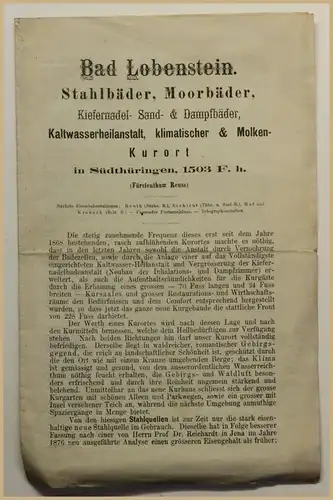 Bad Lobenstein.
Stahlbäder, Moorbäder,
Kiefernadel- Sand- & Dampfbäder,
Kaltwasserheilanstalt, klimatischer & Molken-
Kurort
in Südthüringen, 1503 F. h.
(Fürstenthum Reuss)
Nächste Eisenbahnstationen: Reuth (Sächs. B.), Hof und
Die stetig zunehmende Frequenz dieses erst seit dem Jahre
1868 bestehenden, rasch aufblühenden Kurortes machte es nöthig,
dass in den letzten Jahren sowohl die Anstalt durch Vermehrung
der Badezellen, sowie durch die Anlage einer auf das Vollständigste
eingerichteten Kaltwasser-Heilanstalt und Vergrösserung der Kiefer-
nadelbadeanstalt (Neubau der Inhalations- und Dampfzimmer) er-
weitert, als auch die Aufenthaltsräumlichkeiten für die Kurgäste
durch die Erbauung eines grossen — 70 Fuss langen und 34 Fuss
breiten — Kursaales und grosser Restaurations- und Wirthschafts-
räume den Bedürfnissen und dem Comfort entsprechend hergestellt
wurden, so dass jetzt das ganze neue Kurgebäude die stattliche Front
von 228 Fuss darbietet.
Der Werth eines Kurortes wird nach dessen Lage und nach
den Kurmitteln bemessen, welche den Heilbedürftigen zur Verfügung
stehen. Nach beiden Richtungen hin darf unser Kurort vollständig
befriedigen. Derselbe liegt in waldreicher, romantischer Gebirgs-
gegend, die reich an landschaftlicher Schönheit ist, geschützt durch
die den Ort wie mit einem Kranze umgebenden Berge; das Klima
ist gemässigt und gesund, von dem ausserordentlichen Wasserreich-
thum nöthig feucht erhalten, die Gebirgs- und Waldluft beson-
ders erfrischend und durch ihre Reinheit ungemein stärkend und
belebend. Unmittelbar an das neue Kurhaus schliesst sich der grosse
Kurgarten mit schönen Alleen und Parkwegen, sowie ein grosser mit
Insel versehener Teich an, während die nächste Umgebung anmuthige
Spaziergänge in Menge bietet.
Von den hiesigen Stahlquellen ist zur Zeit nur die stark eisen-
haltige neue Stahlquelle im Gebrauch. Dieselbe hat in Folge besserer
Fassung nach einer von Herrn Prof Dr. Reichardt in Jena im Jahre
1876 neu ausgeführte Analyse einen grösseren Eisengehalt als früher;